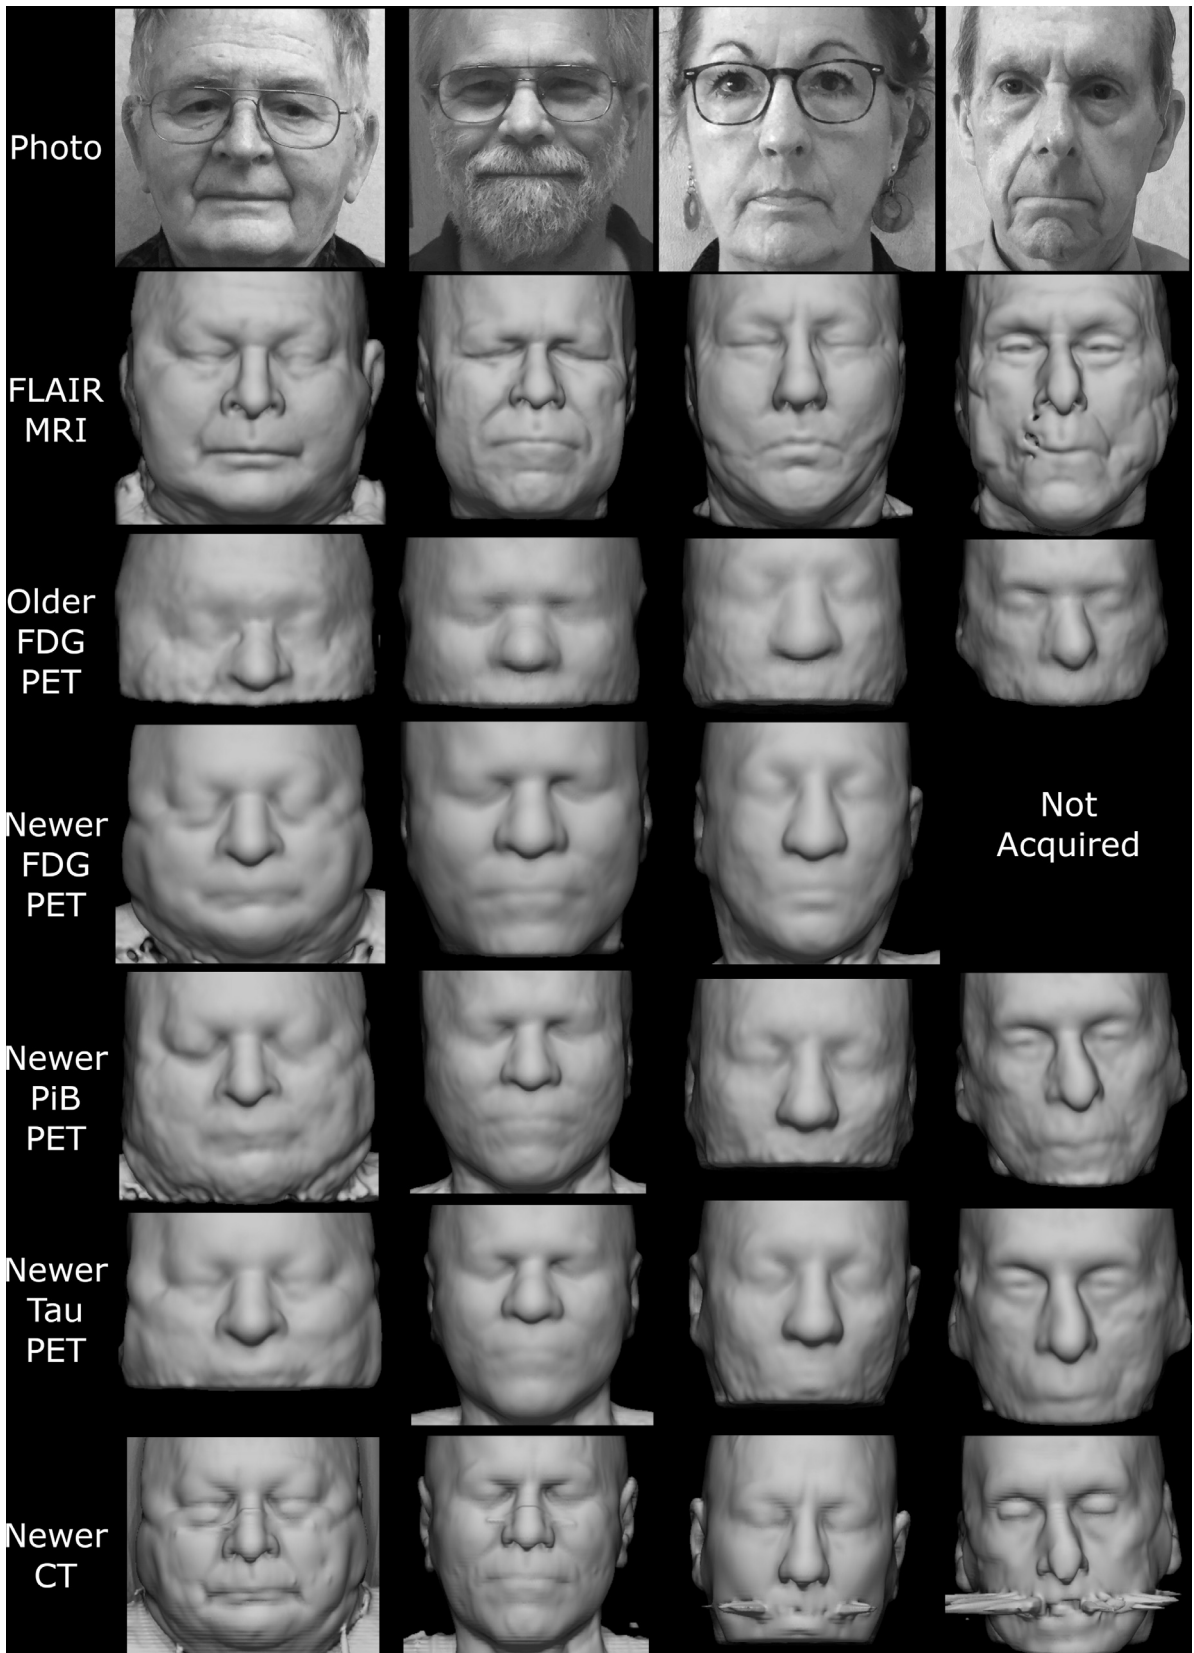 Photo
FLAIR
MRI
Older
FDG
PET
Newer
FDG
PET
Not
Acquired
Newer
PiB
PET
Newer
Tau
PET
Newer
CT